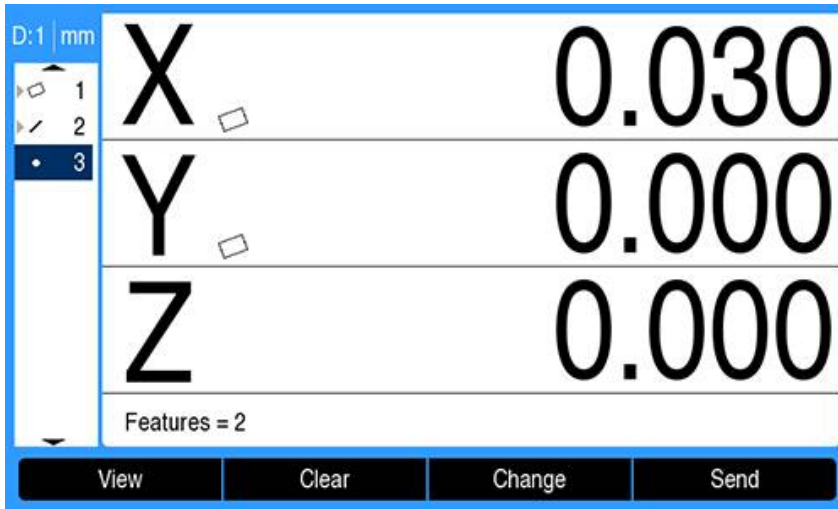 D:1 mm
1
2
3
X 0.030
Y 0.000
Z 0.000
Features = 2
View Clear Change Send